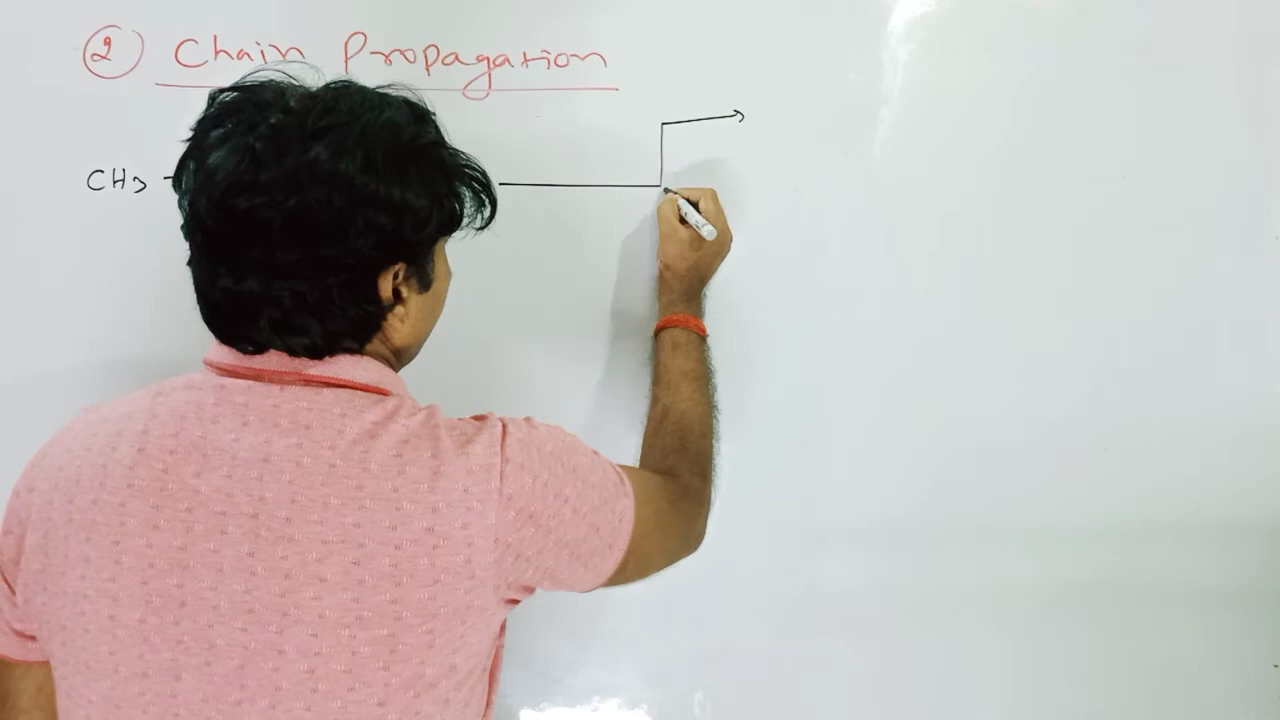 ② Chain Propagation
CH3 -